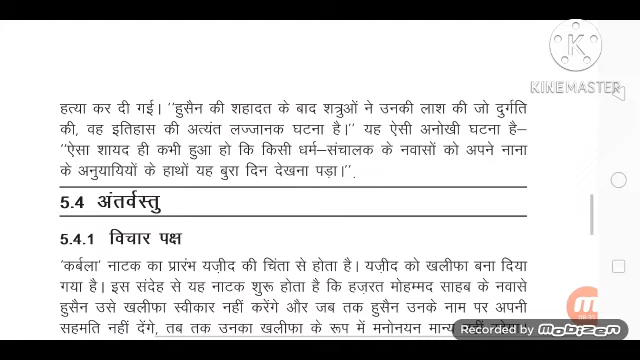 K
KINEMASTER
हत्या कर दी गई। "हुसैन की शहादत के बाद शत्रुओं ने उनकी लाश की जो दुर्गति
की, वह इतिहास की अत्यंत लज्जानक घटना है।" यह ऐसी अनोखी घटना है–
"ऐसा शायद ही कभी हुआ हो कि किसी धर्म–संचालक के नवासों को अपने नाना
के अनुयायियों के हाथों यह बुरा दिन देखना पड़ा।".
5.4 अंतर्वस्तु
5.4.1 विचार पक्ष
'कर्बला' नाटक का प्रारंभ यज़ीद की चिंता से होता है। यज़ीद को खलीफा बना दिया
गया है। इस संदेह से यह नाटक शुरू होता है कि हज़रत मोहम्मद साहब के नवासे
हुसैन उसे खलीफा स्वीकार नहीं करेंगे और जब तक हुसैन उनके नाम पर अपनी
सहमति नहीं देंगे, तब तक उनका खलीफा के रूप में मनोनयन मान्य
RECORDED BY
MOBIZEN